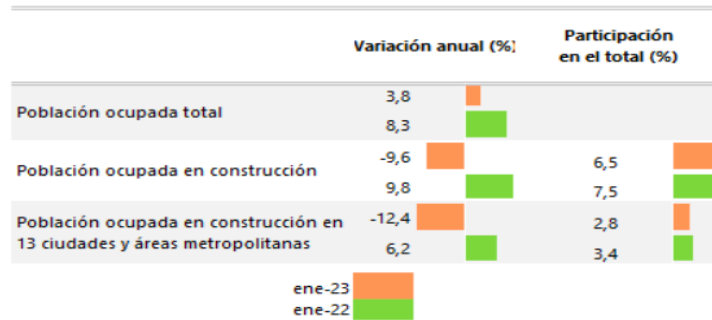 Variación anual (%)
Participación
en el total (%)
Población ocupada total
3,8
8,3
Población ocupada en construcción
-9,6
6,5
9,8
7,5
Población ocupada en construcción en
13 ciudades y áreas metropolitanas
-12,4
2,8
6,2
3,4
ene-23
ene-22